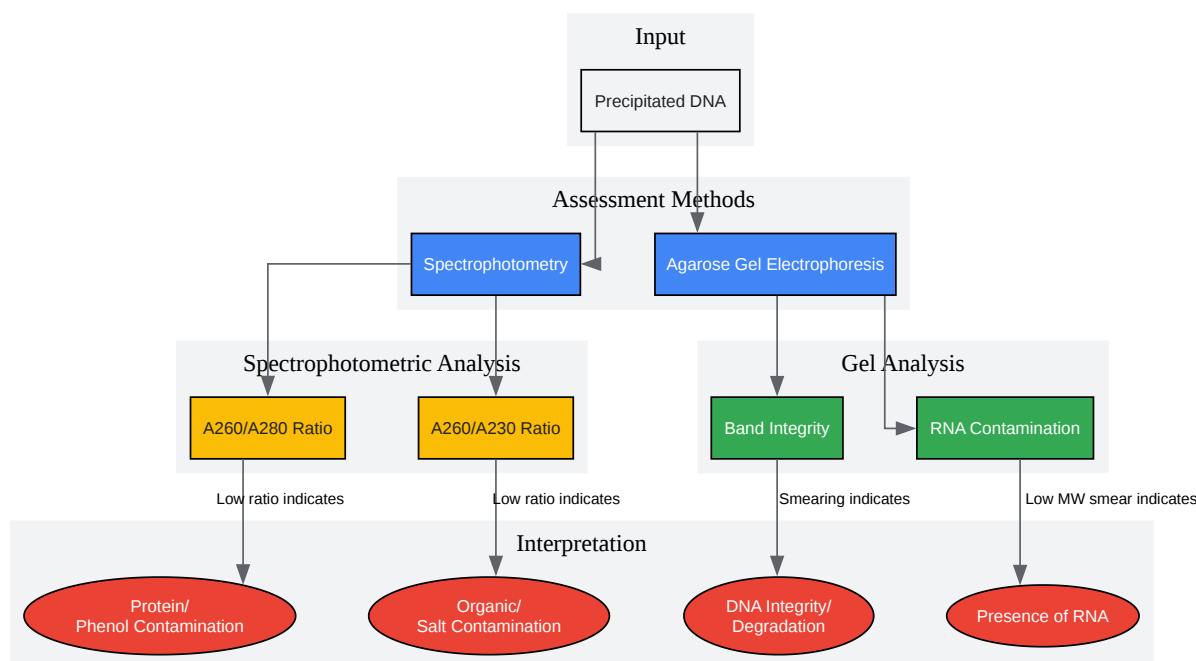 Input
Precipitated DNA
Assessment Methods
Spectrophotometry
Agarose Gel Electrophoresis
Spectrophotometric Analysis
Gel Analysis
A260/A280 Ratio
A260/A230 Ratio
Band Integrity
RNA Contamination
Low ratio indicates
Low ratio indicates
Smearing indicates
Low MW smear indicates
Interpretation
Protein/
Phenol Contamination
Organic/
Salt Contamination
DNA Integrity/
Degradation
Presence of RNA